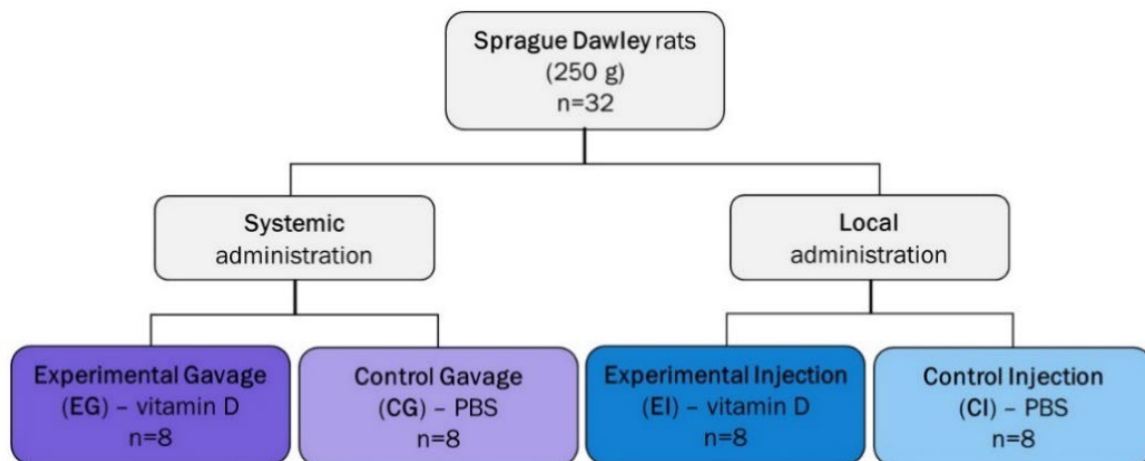 Sprague Dawley rats
(250 g)
n=32
Systemic
administration
Local
administration
Experimental Gavage
(EG) – vitamin D
n=8
Control Gavage
(CG) – PBS
n=8
Experimental Injection
(EI) – vitamin D
n=8
Control Injection
(CI) – PBS
n=8